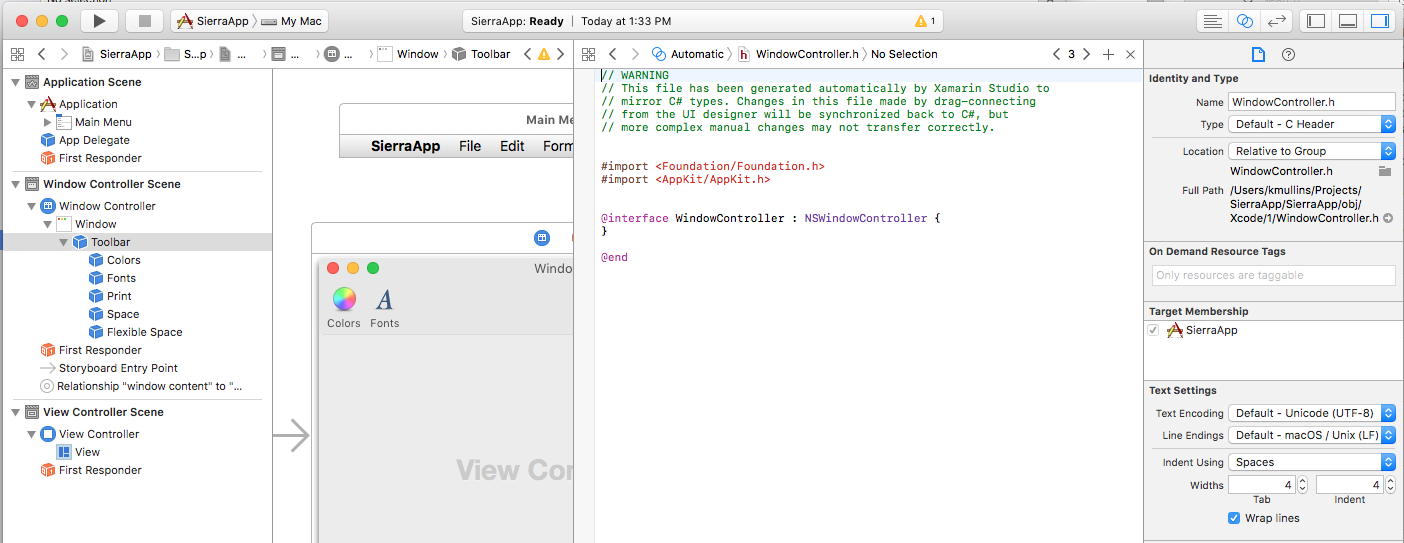 No selection
SierraApp My Mac
SierraApp: Ready | Today at 1:33 PM
1
SierraApp S...p ... ... ... Window Toolbar
Automatic WindowController.h No Selection
3
Application Scene
Application
Main Menu
App Delegate
First Responder
Window Controller Scene
Window Controller
Window
Toolbar
Colors
Fonts
Print
Space
Flexible Space
First Responder
Storyboard Entry Point
Relationship "window content" to "...
View Controller Scene
View Controller
View
First Responder
Main Me
SierraApp File Edit Form
Windo
Colors Fonts
View Con
// WARNING
// This file has been generated automatically by Xamarin Studio to
// mirror C# types. Changes in this file made by drag-connecting
// from the UI designer will be synchronized back to C#, but
// more complex manual changes may not transfer correctly.
#import <Foundation/Foundation.h>
#import <AppKit/AppKit.h>
@interface WindowController : NSWindowController {
}
@end
Identity and Type
Name WindowController.h
Type Default - C Header
Location Relative to Group
WindowController.h
Full Path /Users/kmullins/Projects/
SierraApp/SierraApp/obj/
Xcode/1/WindowController.h
On Demand Resource Tags
Only resources are taggable
Target Membership
SierraApp
Text Settings
Text Encoding Default - Unicode (UTF-8)
Line Endings Default - macOS / Unix (LF)
Indent Using Spaces
Widths 4 4
Tab Indent
Wrap lines